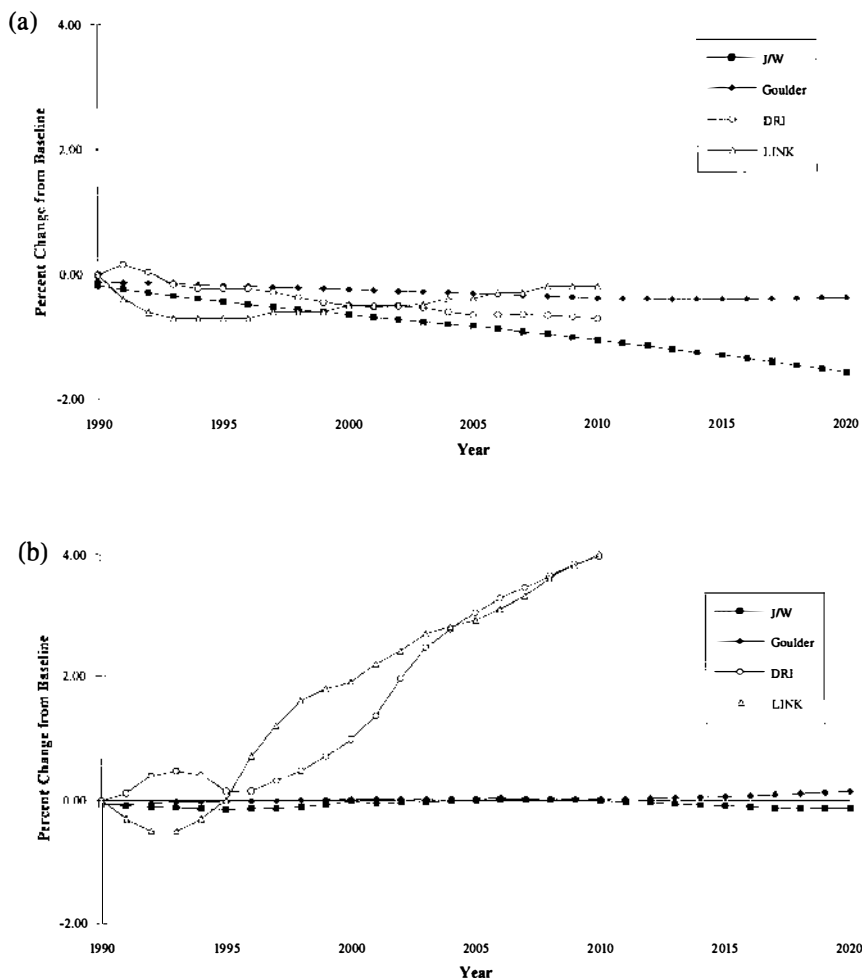 (a)
4.00
2.00
0.00
-2.00
Percent Change from Baseline
J/W
Goulder
DRI
LINK
1990
1995
2000
2005
2010
2015
2020
Year
(b)
4.00
2.00
0.00
-2.00
Percent Change from Baseline
J/W
Goulder
DRI
LINK
1990
1995
2000
2005
2010
2015
2020
Year